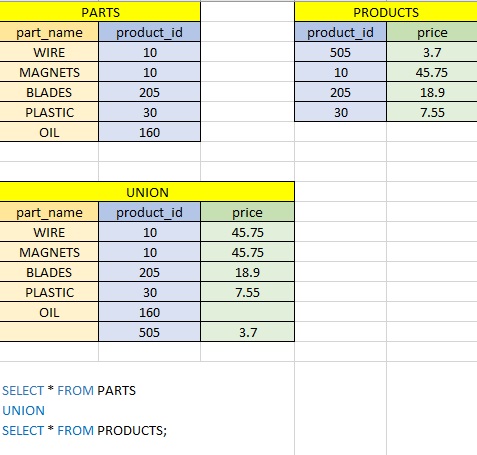 PARTS PRODUCTS
part_name product_id product_id price
WIRE 10 505 3.7
MAGNETS 10 10 45.75
BLADES 205 205 18.9
PLASTIC 30 30 7.55
OIL 160
UNION
part_name product_id price
WIRE 10 45.75
MAGNETS 10 45.75
BLADES 205 18.9
PLASTIC 30 7.55
OIL 160
505 3.7
SELECT * FROM PARTS
UNION
SELECT * FROM PRODUCTS;